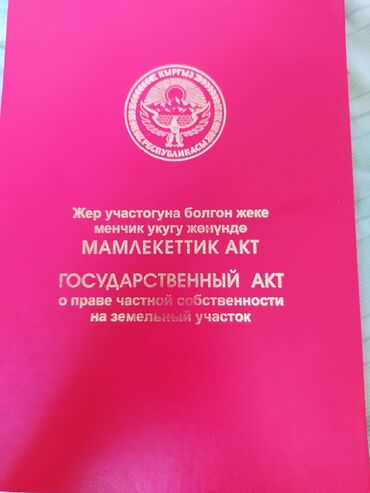 КЫРГЫЗ
РЕСПУБЛИКАСЫ
Жер участогуна болгон жеке
менчик укугу жөнүндө
МАМЛЕКЕТТИК АКТ
ГОСУДАРСТВЕННЫЙ АКТ
о праве частной собственности
на земельный участок